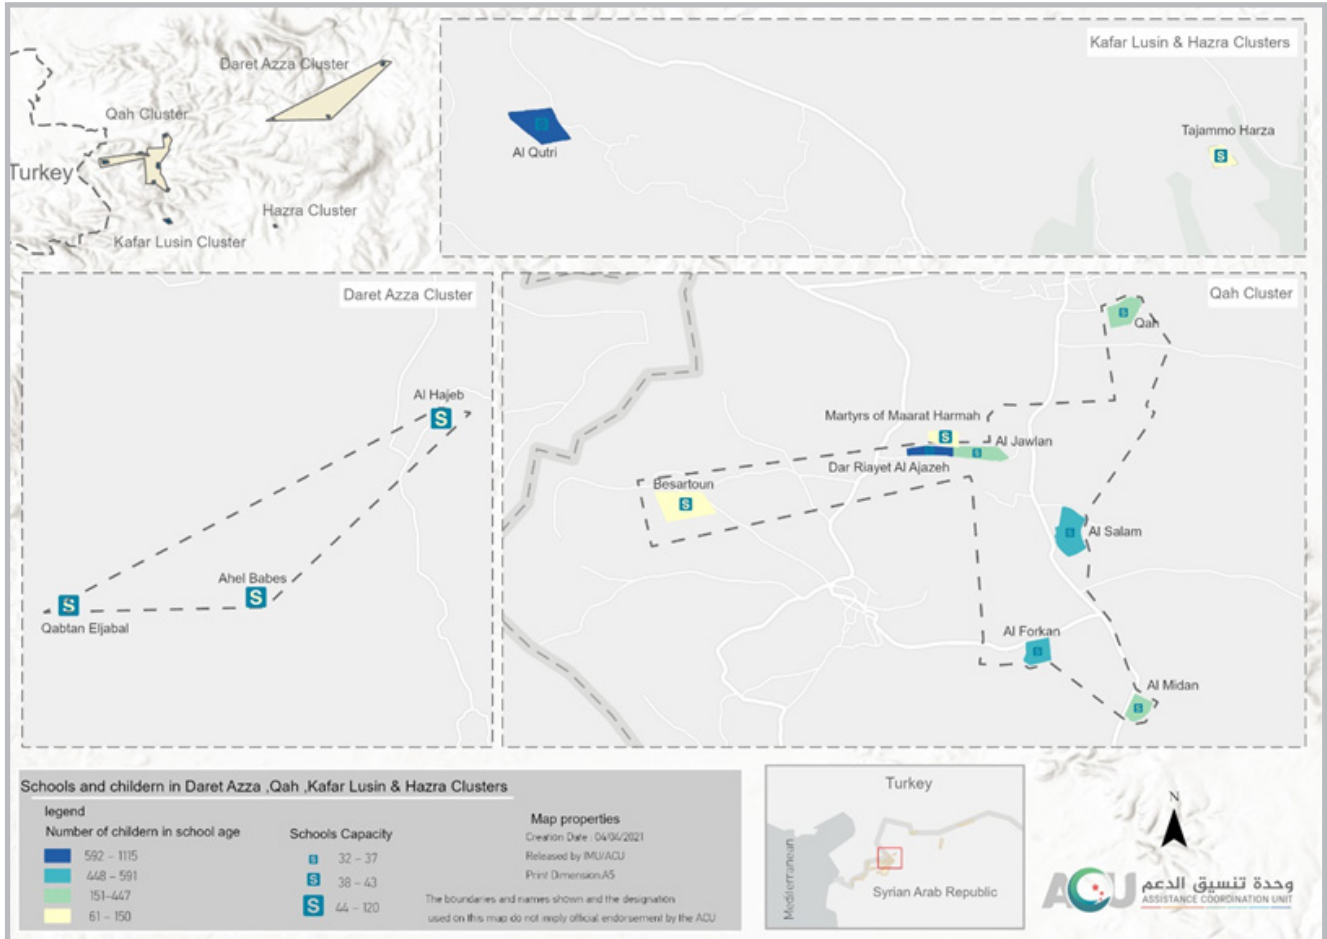 Daret Azza Cluster
Qah Cluster
Turkey
Hazra Cluster
Kafar Lusin Cluster
Kafar Lusin & Hazra Clusters
Al Qutri
Tajammo Harza
S
Daret Azza Cluster
Al Hajeb
S
Ahel Babes
S
S
Qabtan Eljabal
Qah Cluster
S
Qah
Martyrs of Maarat Harmah
S
Al Jawlan
S
Dar Riayet Al Ajazeh
Besartoun
S
S
Al Salam
Al Forkan
S
Al Midan
S
Schools and childern in Daret Azza ,Qah ,Kafar Lusin & Hazra Clusters
legend
Number of childern in school age
592 – 1115
448 – 591
151–447
61 – 150
Schools Capacity
S 32 – 37
S 38 – 43
S 44 – 120
Map properties
Creation Date : 04/04/2021
Released by IMU/ACU
Print Dimension A5
The boundaries and names shown and the designation
used on this map do not imply official endorsement by the ACU
Turkey
Mediterranean
Syrian Arab Republic
N
ACU
وحدة تنسيق الدعم
ASSISTANCE COORDINATION UNIT